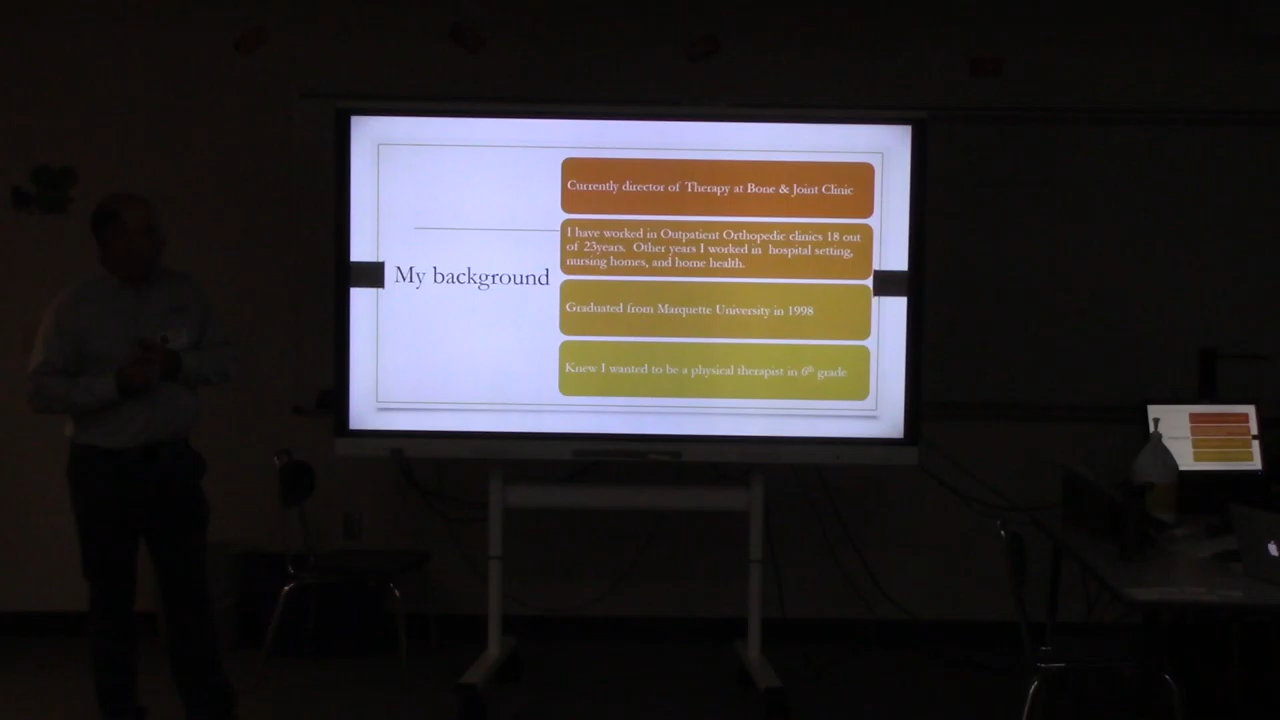 My background
Currently director of Therapy at Bone & Joint Clinic
I have worked in Outpatient Orthopedic clinics 18 out
of 23years. Other years I worked in hospital setting,
nursing homes, and home health.
Graduated from Marquette University in 1998
Knew I wanted to be a physical therapist in 6th grade